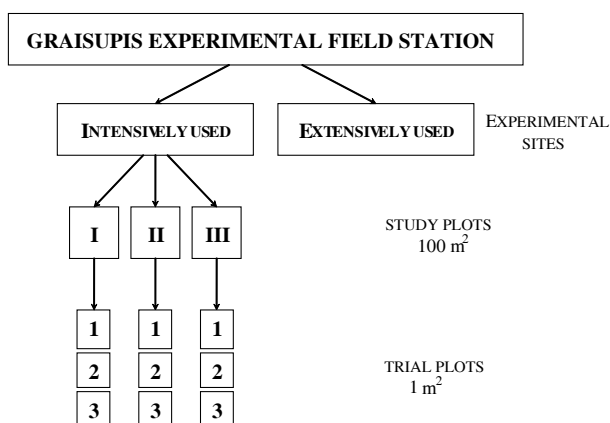 GRAISUPIS EXPERIMENTAL FIELD STATION
INTENSIVELY USED
EXTENSIVELY USED
EXPERIMENTAL
SITES
I II III
STUDY PLOTS
100 m²
1 1 1
2 2 2
TRIAL PLOTS
1 m²
3 3 3